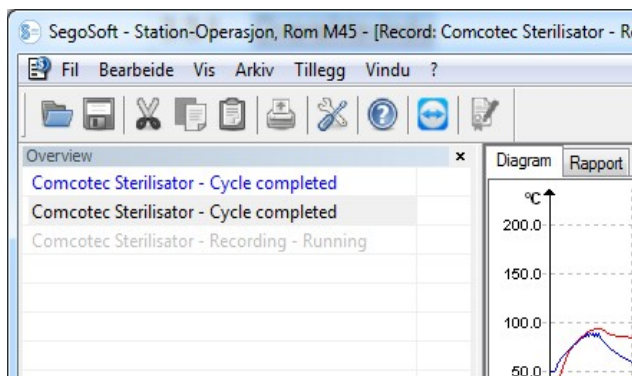 SegoSoft - Station-Operasjon, Rom M45 - [Record: Comcotec Sterilisator - R
Fil Bearbeide Vis Arkiv Tillegg Vindu ?
Overview x
Diagram Rapport
Comcotec Sterilisator - Cycle completed
Comcotec Sterilisator - Cycle completed
Comcotec Sterilisator - Recording - Running
°C
200.0
150.0
100.0
50.0